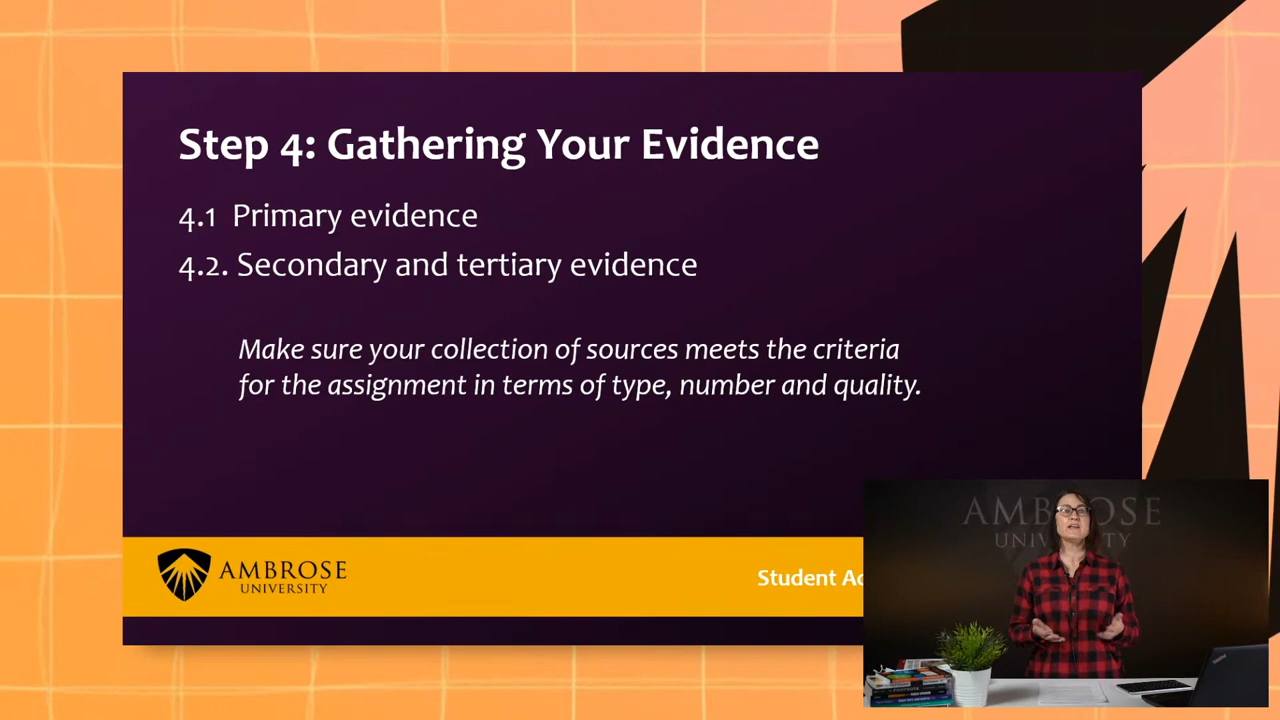 Step 4: Gathering Your Evidence
4.1 Primary evidence
4.2. Secondary and tertiary evidence
Make sure your collection of sources meets the criteria
for the assignment in terms of type, number and quality.
AMBROSE
UNIVERSITY
Student Ac
AMBROSE
UNIVERSITY